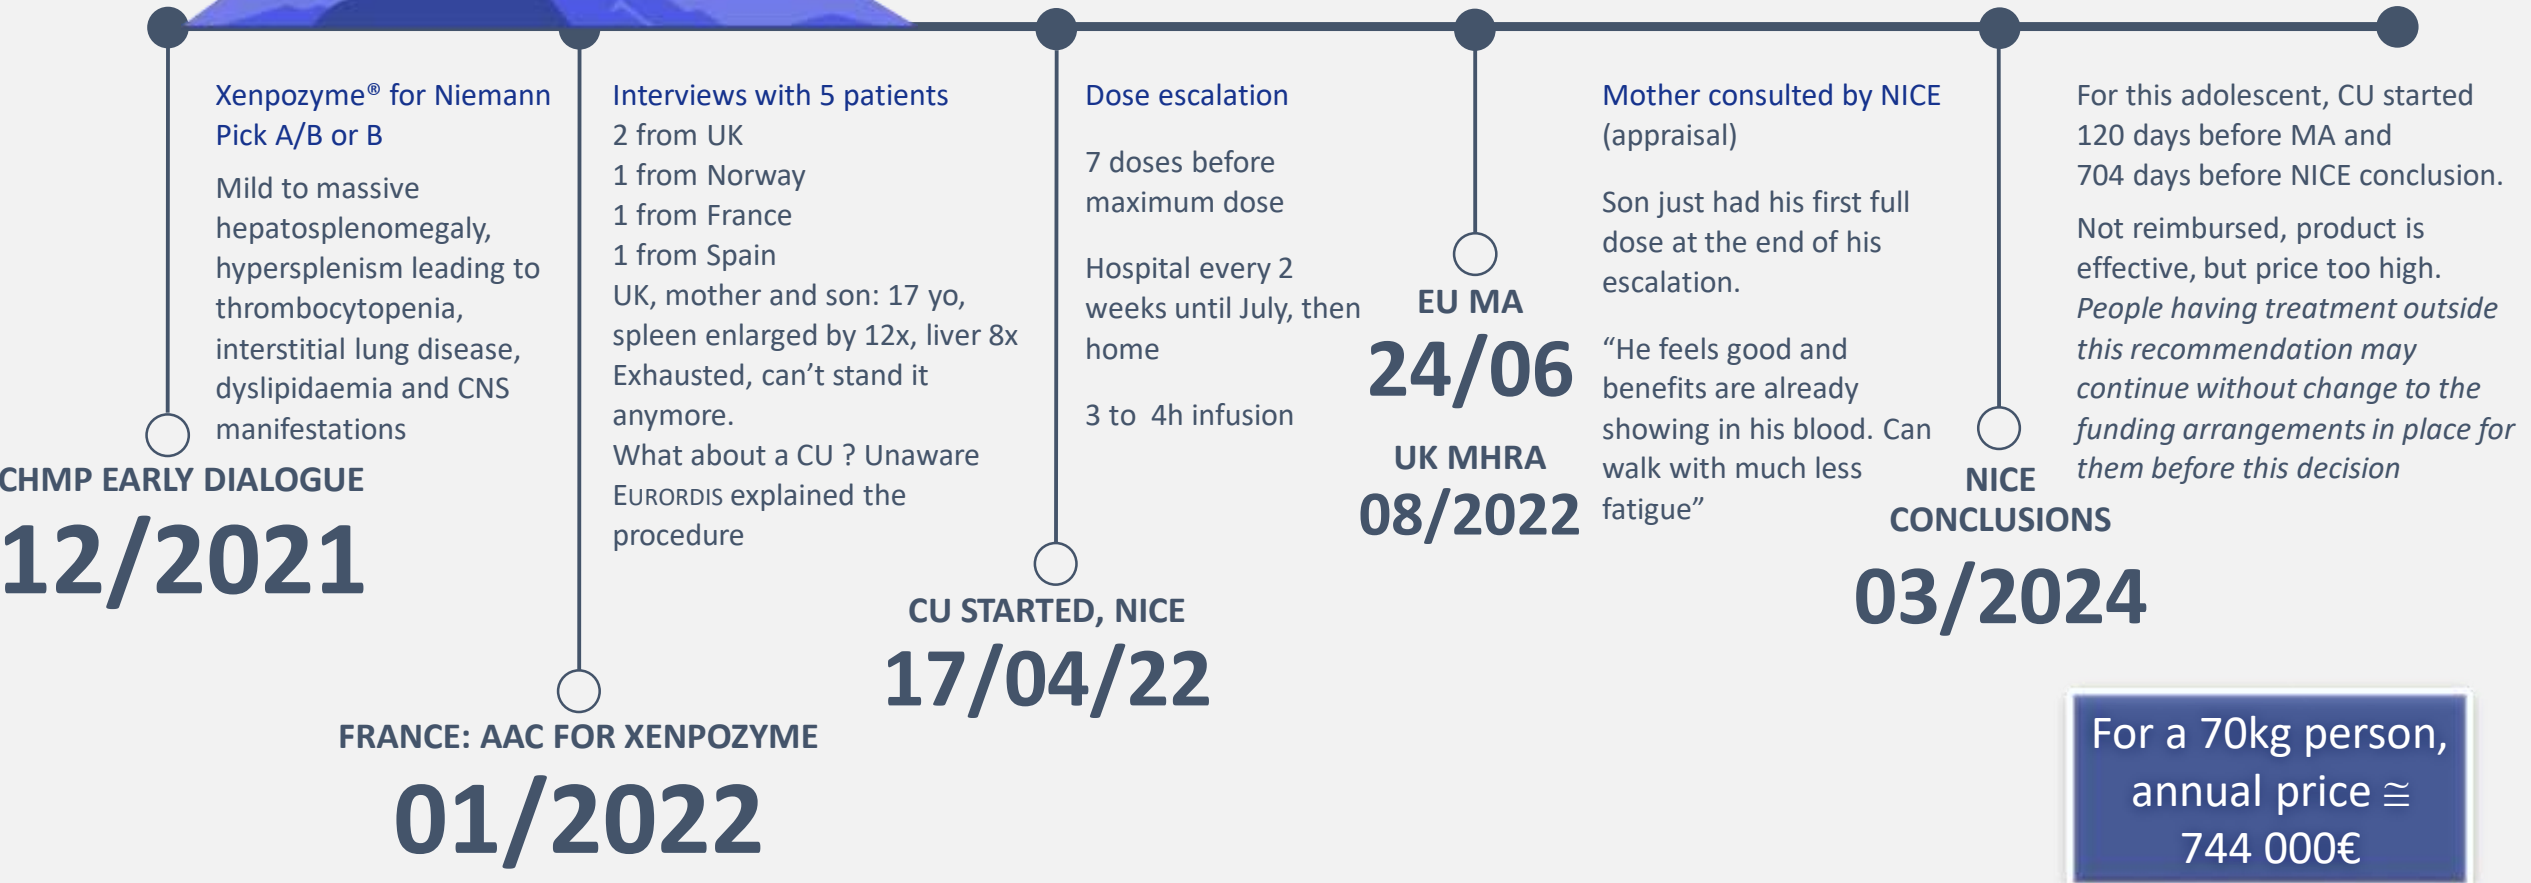 Xenpozyme® for Niemann
Pick A/B or B
Mild to massive
hepatosplenomegaly,
hypersplenism leading to
thrombocytopenia,
interstitial lung disease,
dyslipidaemia and CNS
manifestations
CHMP EARLY DIALOGUE
12/2021
Interviews with 5 patients
2 from UK
1 from Norway
1 from France
1 from Spain
UK, mother and son: 17 yo,
spleen enlarged by 12x, liver 8x
Exhausted, can't stand it
anymore.
What about a CU ? Unaware
EURORDIS explained the
procedure
FRANCE: AAC FOR XENPOZYME
01/2022
Dose escalation
7 doses before
maximum dose
Hospital every 2
weeks until July, then
home
3 to 4h infusion
CU STARTED, NICE
17/04/22
EU MA
24/06
UK MHRA
08/2022
Mother consulted by NICE
(appraisal)
Son just had his first full
dose at the end of his
escalation.
“He feels good and
benefits are already
showing in his blood. Can
walk with much less
fatigue”
NICE
CONCLUSIONS
03/2024
For this adolescent, CU started
120 days before MA and
704 days before NICE conclusion.
Not reimbursed, product is
effective, but price too high.
People having treatment outside
this recommendation may
continue without change to the
funding arrangements in place for
them before this decision
For a 70kg person,
annual price ≅
744 000€